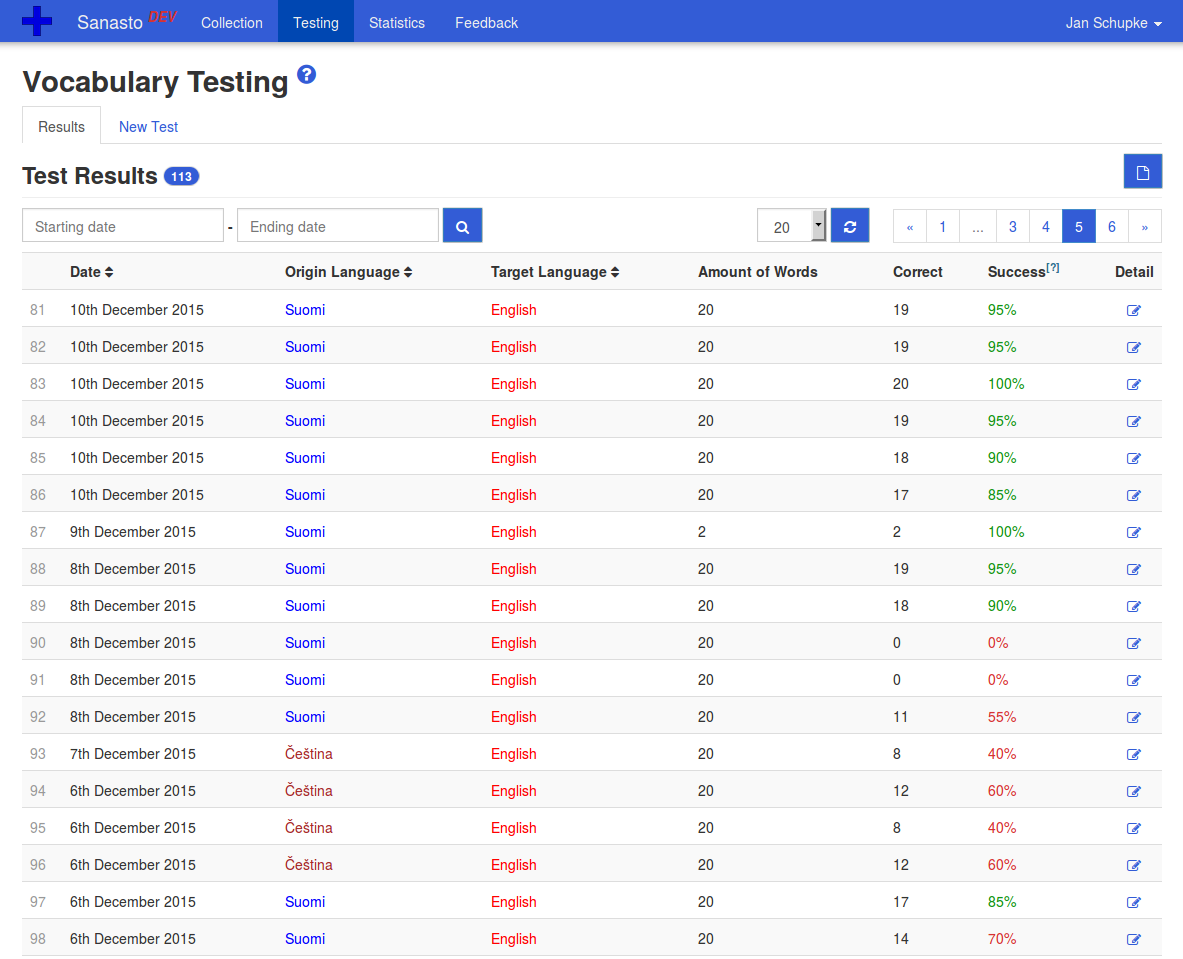 Sanasto DEV Collection Testing Statistics Feedback Jan Schupke
Vocabulary Testing ?
Results New Test
Test Results 113
Starting date - Ending date 20 « 1 ... 3 4 5 6 »
Date Origin Language Target Language Amount of Words Correct Success[?] Detail
81 10th December 2015 Suomi English 20 19 95%
82 10th December 2015 Suomi English 20 19 95%
83 10th December 2015 Suomi English 20 20 100%
84 10th December 2015 Suomi English 20 19 95%
85 10th December 2015 Suomi English 20 18 90%
86 10th December 2015 Suomi English 20 17 85%
87 9th December 2015 Suomi English 2 2 100%
88 8th December 2015 Suomi English 20 19 95%
89 8th December 2015 Suomi English 20 18 90%
90 8th December 2015 Suomi English 20 0 0%
91 8th December 2015 Suomi English 20 0 0%
92 8th December 2015 Suomi English 20 11 55%
93 7th December 2015 Čeština English 20 8 40%
94 6th December 2015 Čeština English 20 12 60%
95 6th December 2015 Čeština English 20 8 40%
96 6th December 2015 Čeština English 20 12 60%
97 6th December 2015 Suomi English 20 17 85%
98 6th December 2015 Suomi English 20 14 70%